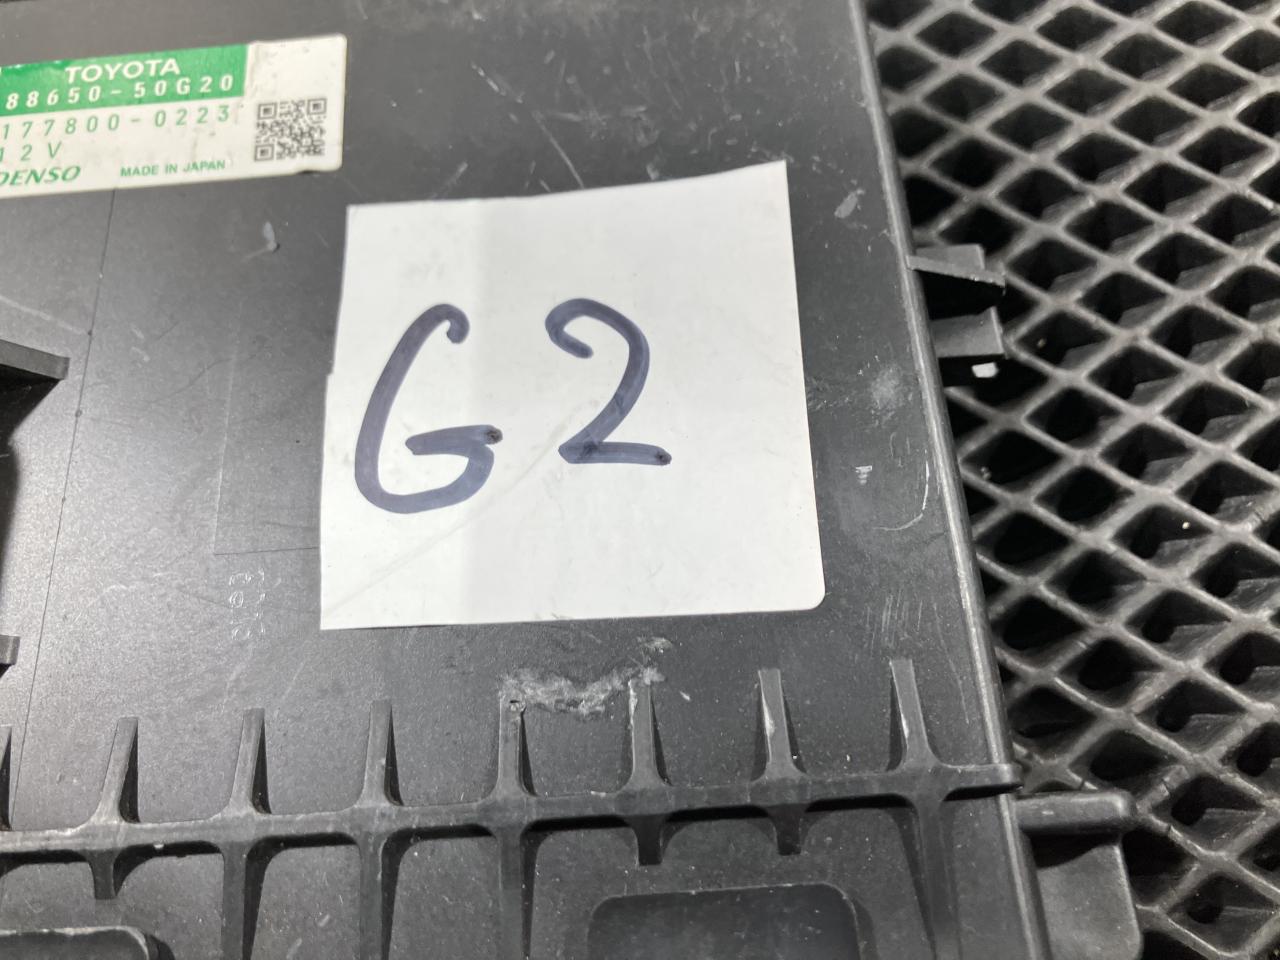 TOYOTA
88650-50G20
177800-0223
12V
DENSO MADE IN JAPAN
G2